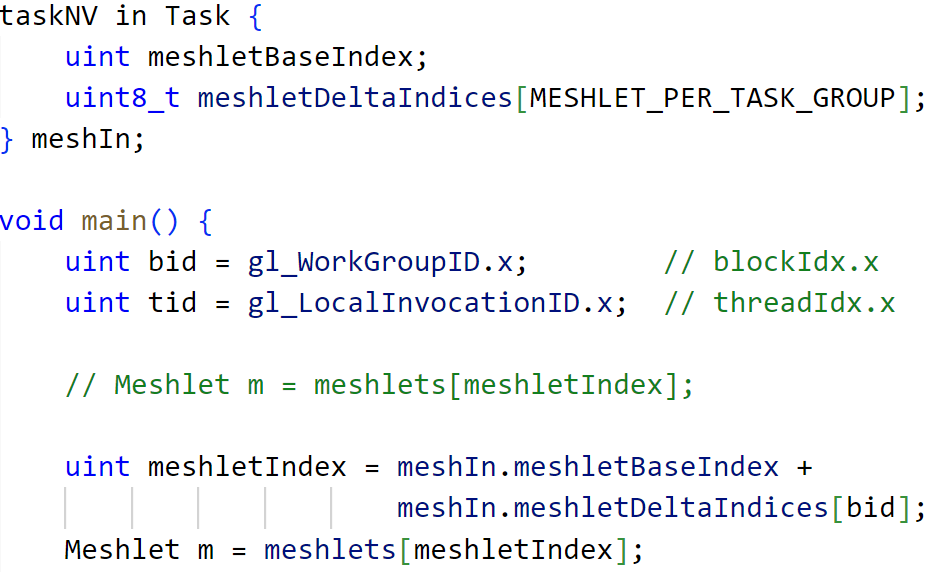 taskNV in Task {
    uint meshletBaseIndex;
    uint8_t meshletDeltaIndices[MESHLET_PER_TASK_GROUP];
} meshIn;

void main() {
    uint bid = gl_WorkGroupID.x;        // blockIdx.x
    uint tid = gl_LocalInvocationID.x;  // threadIdx.x

    // Meshlet m = meshlets[meshletIndex];

    uint meshletIndex = meshIn.meshletBaseIndex +
                        meshIn.meshletDeltaIndices[bid];
    Meshlet m = meshlets[meshletIndex];